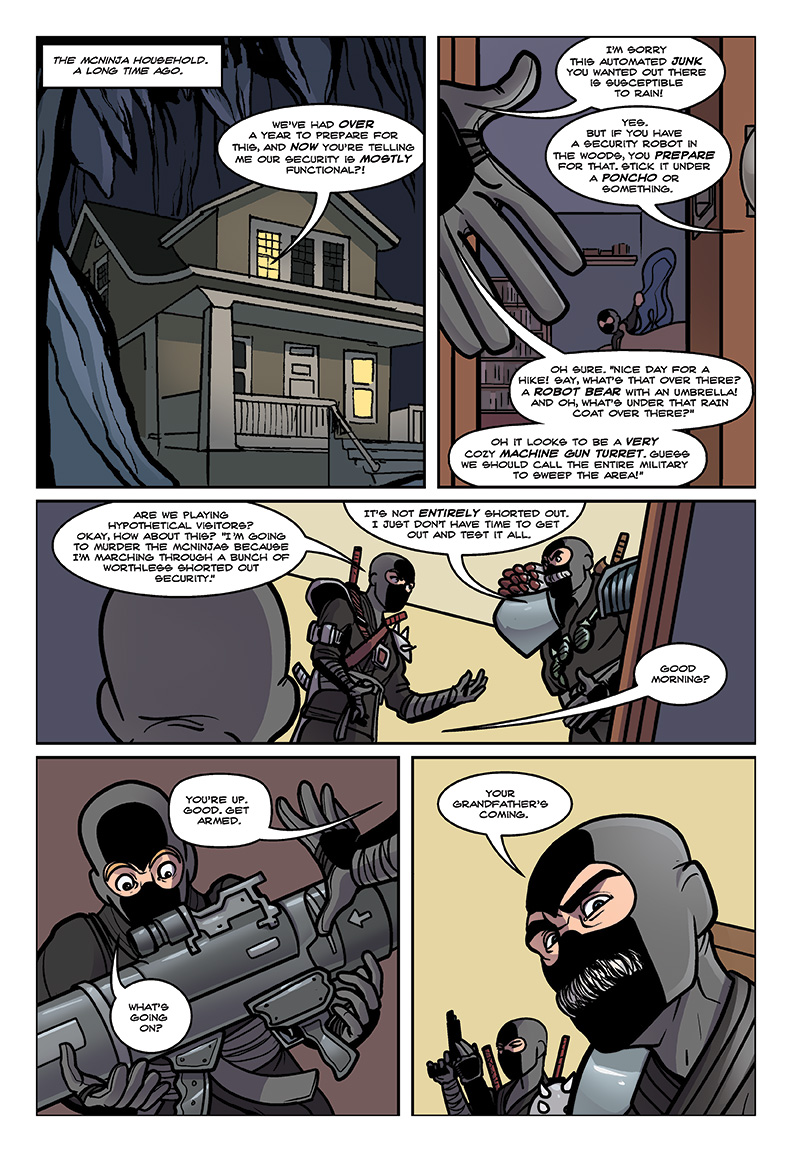 THE MCNINJA HOUSEHOLD.
A LONG TIME AGO.
WE'VE HAD OVER
A YEAR TO PREPARE FOR
THIS, AND NOW YOU'RE TELLING
ME OUR SECURITY IS MOSTLY
FUNCTIONAL?!
I'M SORRY
THIS AUTOMATED JUNK
YOU WANTED OUT THERE
IS SUSCEPTIBLE
TO RAIN!
YES.
BUT IF YOU HAVE
A SECURITY ROBOT IN
THE WOODS, YOU PREPARE
FOR THAT. STICK IT UNDER
A PONCHO OR
SOMETHING.
OH SURE. "NICE DAY FOR A
HIKE! SAY, WHAT'S THAT OVER THERE?
A ROBOT BEAR WITH AN UMBRELLA!
AND OH, WHAT'S UNDER THAT RAIN
COAT OVER THERE?"
OH IT LOOKS TO BE A VERY
COZY MACHINE GUN TURRET. GUESS
WE SHOULD CALL THE ENTIRE MILITARY
TO SWEEP THE AREA!"
ARE WE PLAYING
HYPOTHETICAL VISITORS?
OKAY, HOW ABOUT THIS? "I'M GOING
TO MURDER THE MCNINJAS BECAUSE
I'M MARCHING THROUGH A BUNCH OF
WORTHLESS SHORTED OUT
SECURITY."
IT'S NOT ENTIRELY SHORTED OUT.
I JUST DON'T HAVE TIME TO GET
OUT AND TEST IT ALL.
GOOD
MORNING?
YOU'RE UP.
GOOD. GET
ARMED.
WHAT'S
GOING
ON?
YOUR
GRANDFATHER'S
COMING.